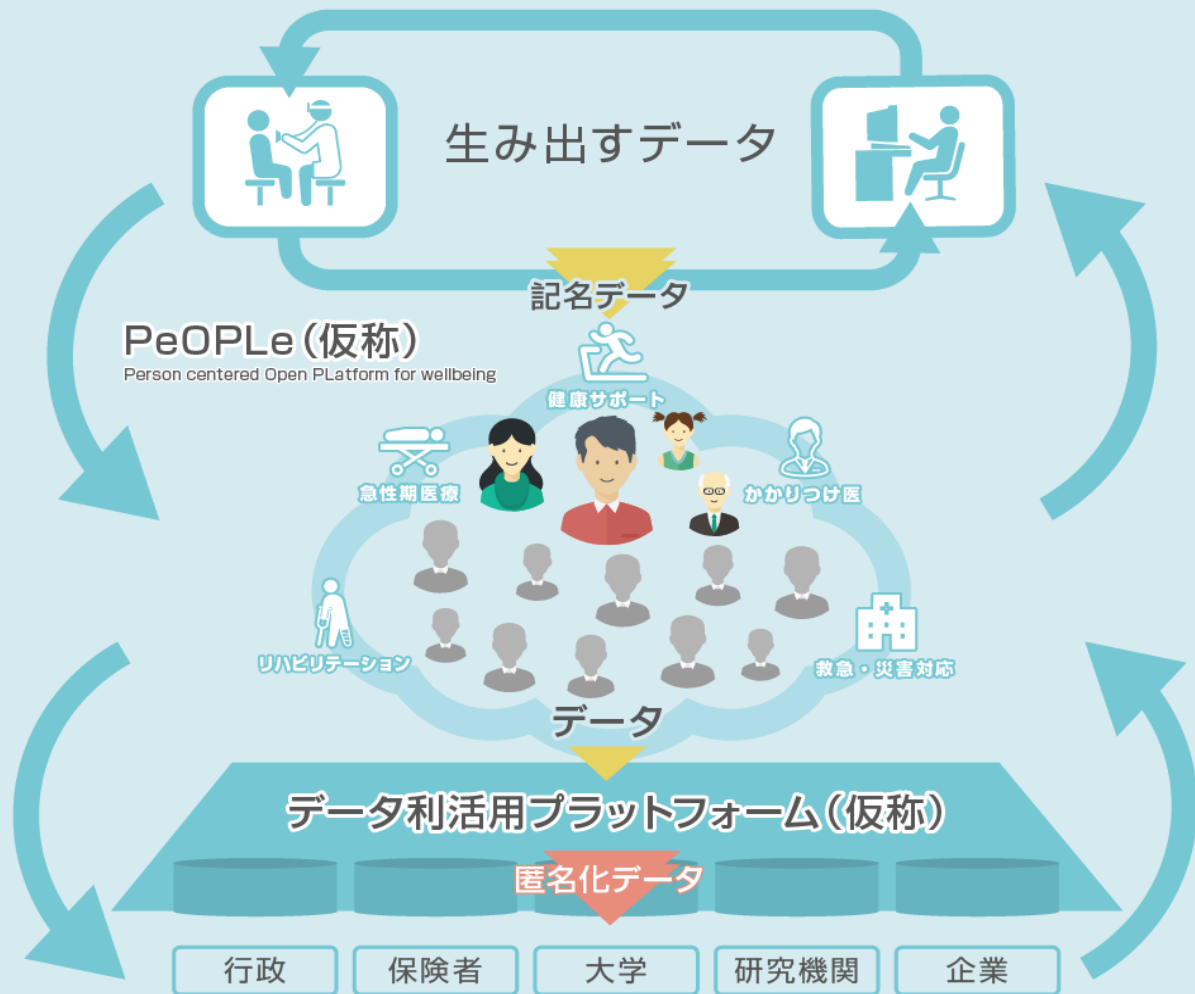 生み出すデータ
記名データ
PeOPLe（仮称）
Person centered Open PLatform for wellbeing
健康サポート
急性期医療
かかりつけ医
リハビリテーション
救急・災害対応
データ
データ利活用プラットフォーム（仮称）
匿名化データ
行政
保険者
大学
研究機関
企業